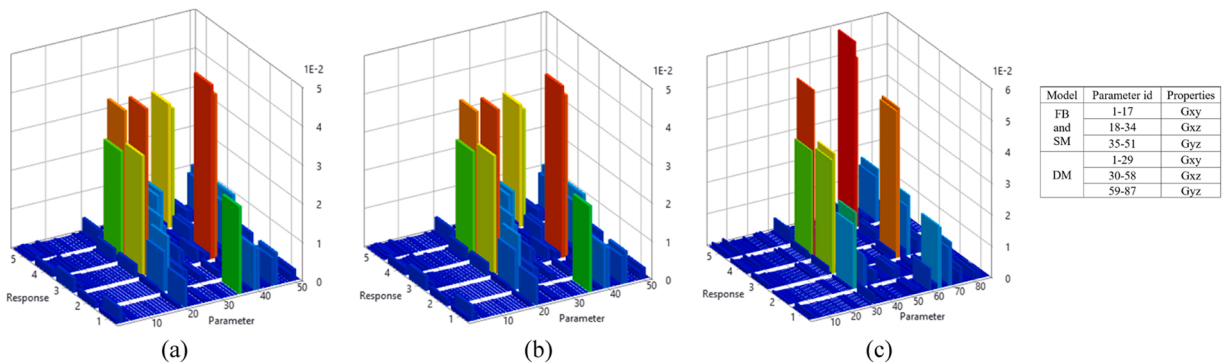 1E-2
5
4
3
2
1
0
5
4
3
2
1
Response
10
20
30
40
50
Parameter
(a)
1E-2
5
4
3
2
1
0
5
4
3
2
1
Response
10
20
30
40
50
Parameter
(b)
1E-2
6
5
4
3
2
1
0
5
4
3
2
1
Response
10
20
30
40
50
60
70
80
Parameter
(c)
Model Parameter id Properties
FB and SM 1-17 Gxy
18-34 Gxz
35-51 Gyz
DM 1-29 Gxy
30-58 Gxz
59-87 Gyz